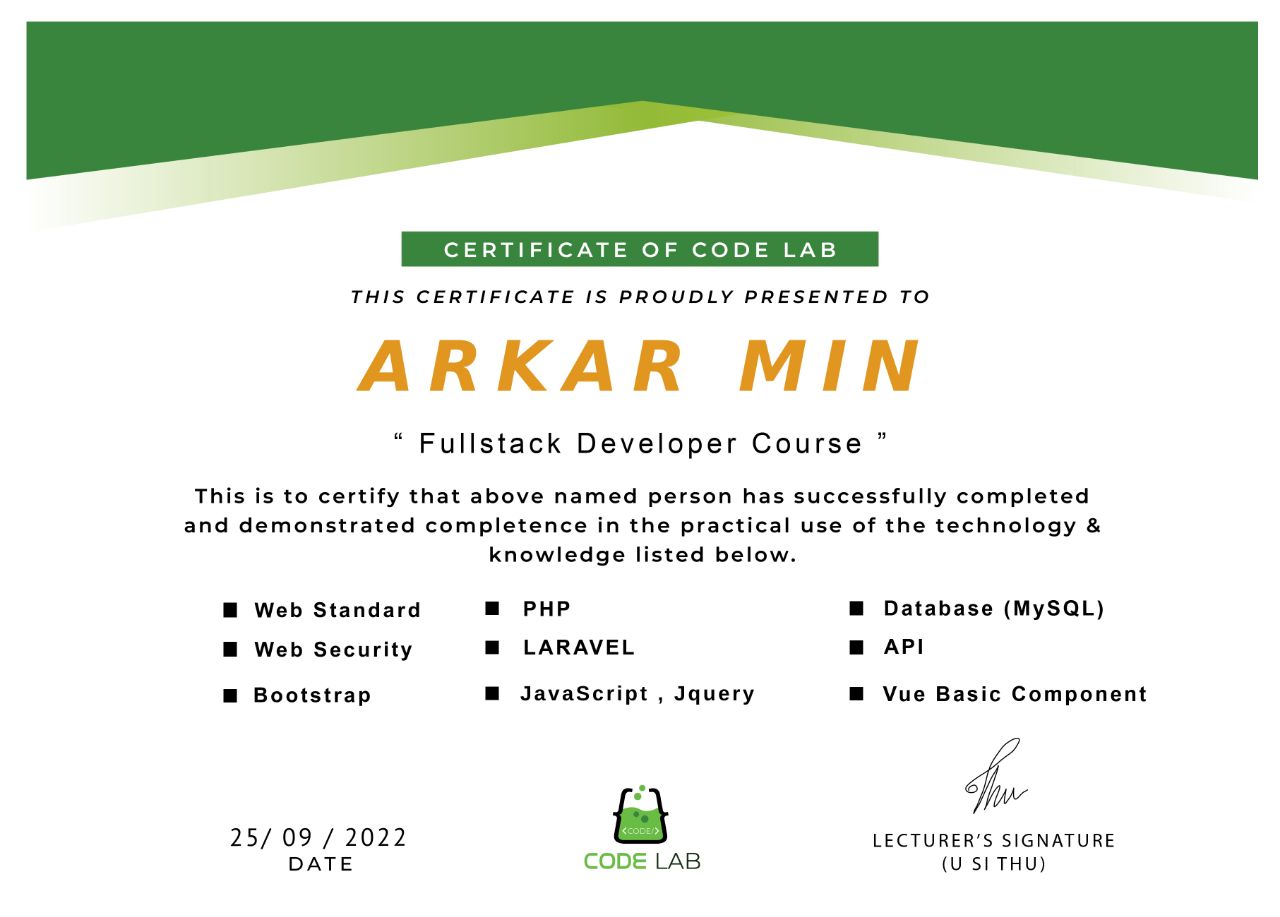 CERTIFICATE OF CODE LAB
THIS CERTIFICATE IS PROUDLY PRESENTED TO
ARKAR MIN
“ Fullstack Developer Course ”
This is to certify that above named person has successfully completed
and demonstrated completence in the practical use of the technology &
knowledge listed below.
■ Web Standard
■ Web Security
■ Bootstrap
■ PHP
■ LARAVEL
■ JavaScript , Jquery
■ Database (MySQL)
■ API
■ Vue Basic Component
25/ 09 / 2022
DATE
<CODE/>
CODE LAB
Thu
LECTURER’S SIGNATURE
(U SI THU)